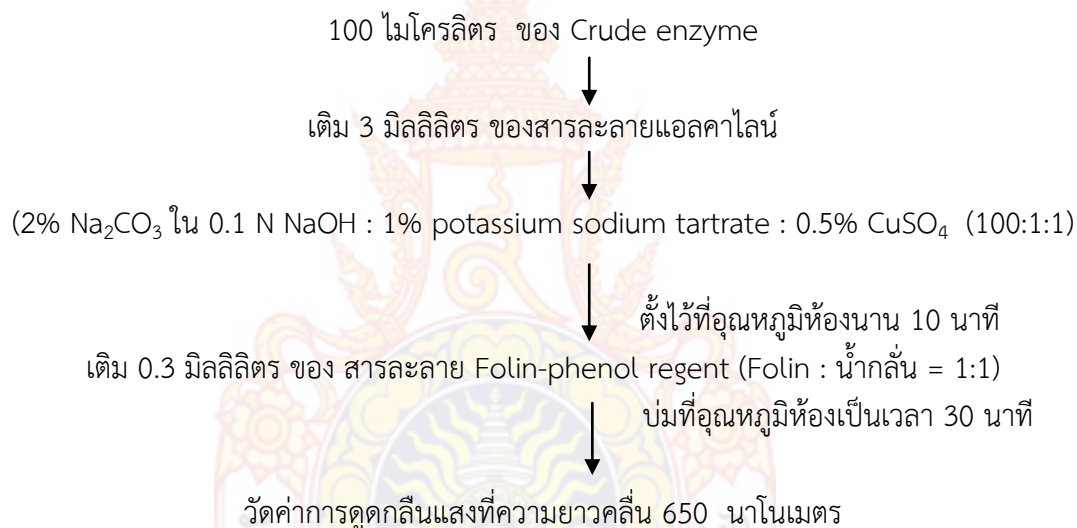 100 ไมโครลิตร ของ Crude enzyme
เติม 3 มิลลิลิตร ของสารละลายแอลคาไลน์
(2% Na₂CO₃ ใน 0.1 N NaOH : 1% potassium sodium tartrate : 0.5% CuSO₄ (100:1:1)
ตั้งไว้ที่อุณหภูมิห้องนาน 10 นาที
เติม 0.3 มิลลิลิตร ของ สารละลาย Folin-phenol regent (Folin : น้ำกลั่น = 1:1)
บ่มที่อุณหภูมิห้องเป็นเวลา 30 นาที
วัดค่าการดูดกลืนแสงที่ความยาวคลื่น 650 นาโนเมตร